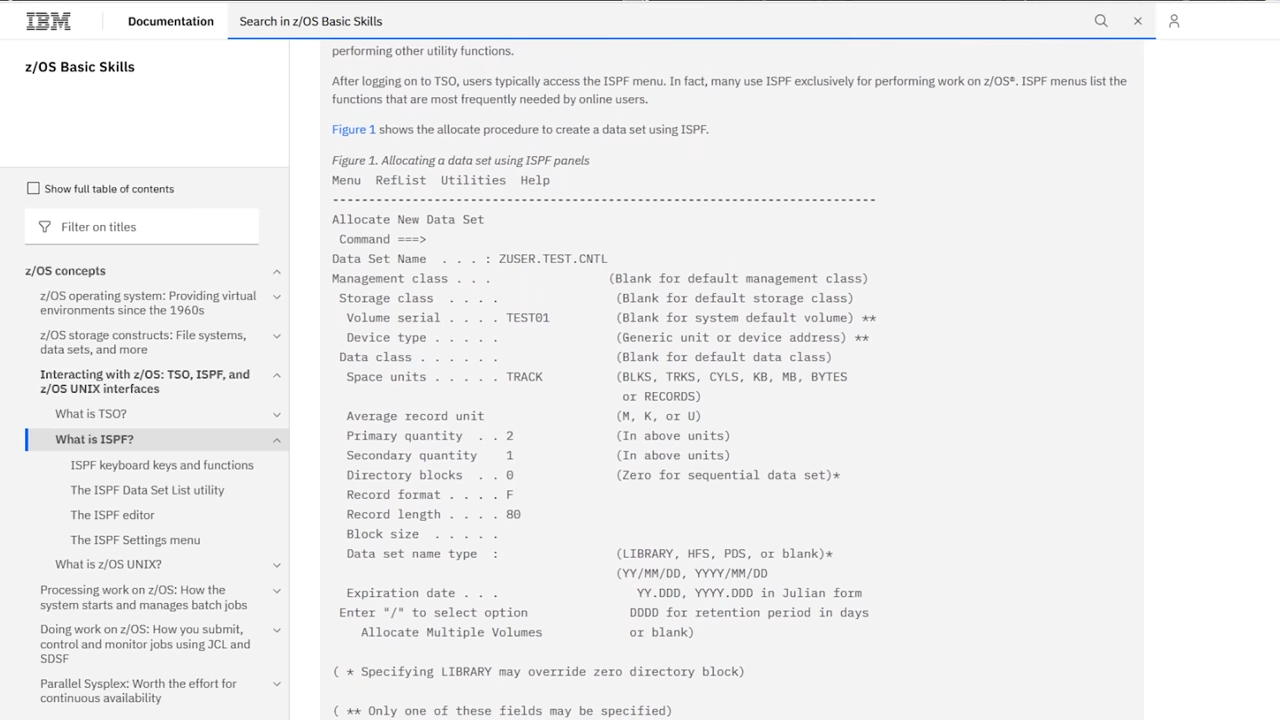 IBM
Documentation
Search in z/OS Basic Skills
z/OS Basic Skills
Show full table of contents
Filter on titles
z/OS concepts
z/OS operating system: Providing virtual
environments since the 1960s
z/OS storage constructs: File systems,
data sets, and more
Interacting with z/OS: TSO, ISPF, and
z/OS UNIX interfaces
What is TSO?
What is ISPF?
ISPF keyboard keys and functions
The ISPF Data Set List utility
The ISPF editor
The ISPF Settings menu
What is z/OS UNIX?
Processing work on z/OS: How the
system starts and manages batch jobs
Doing work on z/OS: How you submit,
control and monitor jobs using JCL and
SDSF
Parallel Sysplex: Worth the effort for
continuous availability
performing other utility functions.
After logging on to TSO, users typically access the ISPF menu. In fact, many use ISPF exclusively for performing work on z/OS®. ISPF menus list the
functions that are most frequently needed by online users.
Figure 1 shows the allocate procedure to create a data set using ISPF.
Figure 1. Allocating a data set using ISPF panels
Menu  RefList  Utilities  Help
---------------------------------------------------------------------------
Allocate New Data Set
Command ===>
Data Set Name  . . . : ZUSER.TEST.CNTL
Management class . . .                (Blank for default management class)
 Storage class  . . . .                (Blank for default storage class)
  Volume serial . . . . TEST01         (Blank for system default volume) **
  Device type . . . . .                (Generic unit or device address) **
 Data class . . . . . .                (Blank for default data class)
  Space units . . . . . TRACK          (BLKS, TRKS, CYLS, KB, MB, BYTES
                                        or RECORDS)
  Average record unit                  (M, K, or U)
  Primary quantity  . . 2              (In above units)
  Secondary quantity    1              (In above units)
  Directory blocks  . . 0              (Zero for sequential data set)*
  Record format . . . . F
  Record length . . . . 80
  Block size  . . . . .
  Data set name type  :                (LIBRARY, HFS, PDS, or blank)*
                                       (YY/MM/DD, YYYY/MM/DD
  Expiration date . . .                   YY.DDD, YYYY.DDD in Julian form
 Enter "/" to select option              DDDD for retention period in days
    Allocate Multiple Volumes            or blank)
( * Specifying LIBRARY may override zero directory block)
( ** Only one of these fields may be specified)